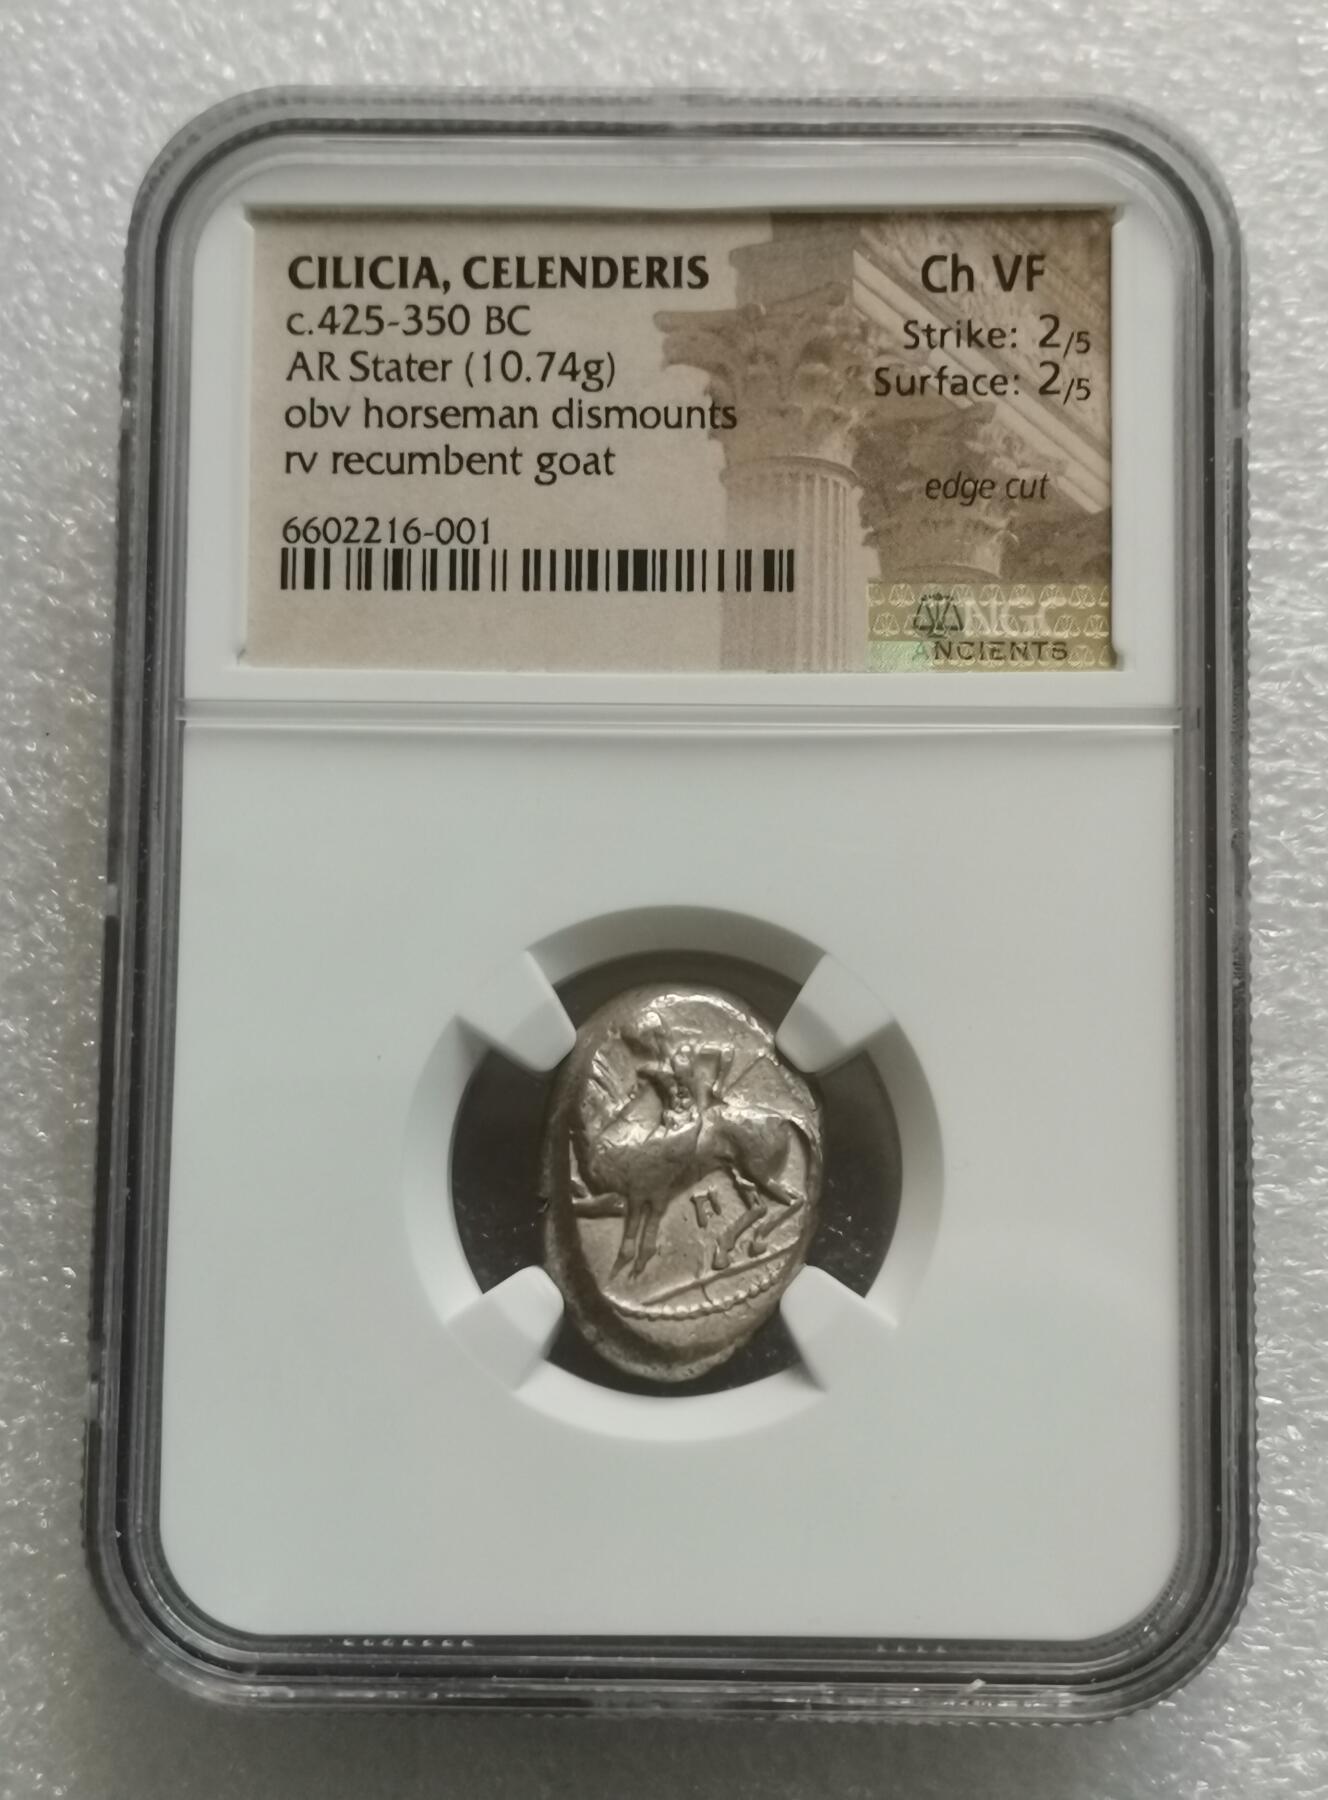 CILICIA, CELENDERIS
c.425-350 BC
AR Stater (10.74g)
obv horseman dismounts
rv recumbent goat
6602216-001
Ch VF
Strike: 2/5
Surface: 2/5
edge cut
NGC
ANCIENTS
Π